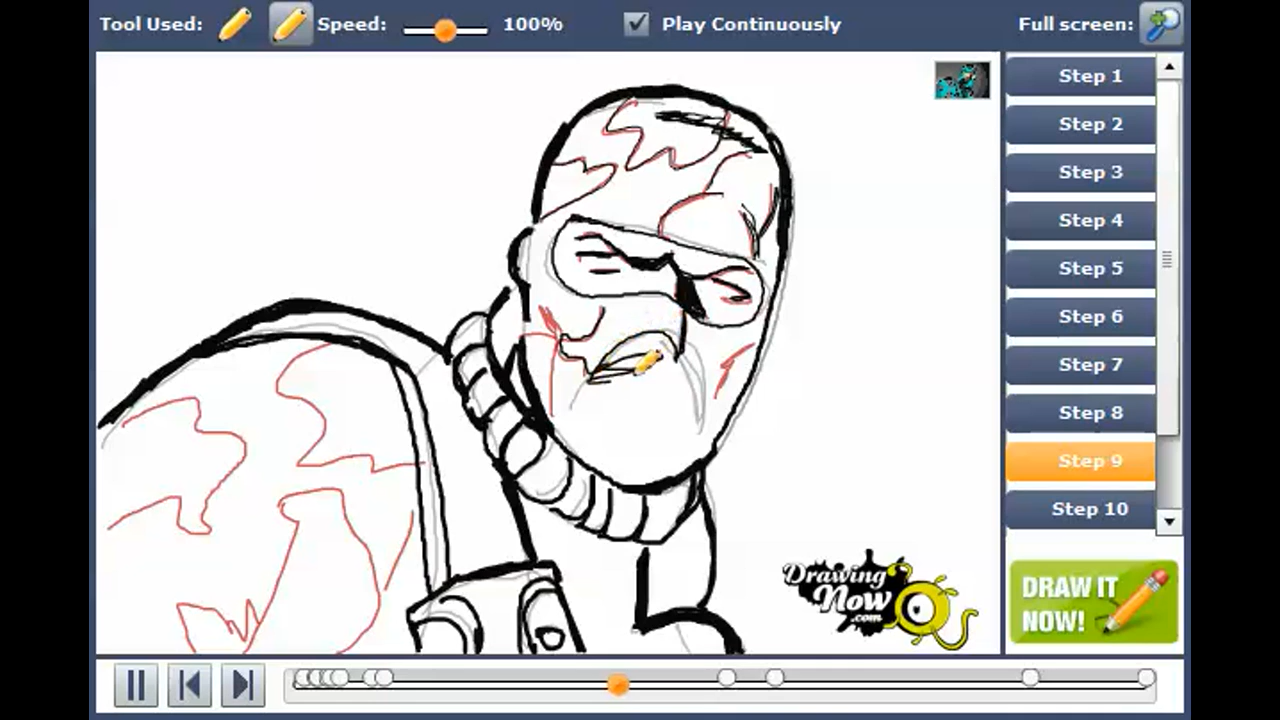 Tool Used: Speed: 100% Play Continuously Full screen:
Step 1
Step 2
Step 3
Step 4
Step 5
Step 6
Step 7
Step 8
Step 9
Step 10
Drawing
Now
.com
DRAW IT
NOW!